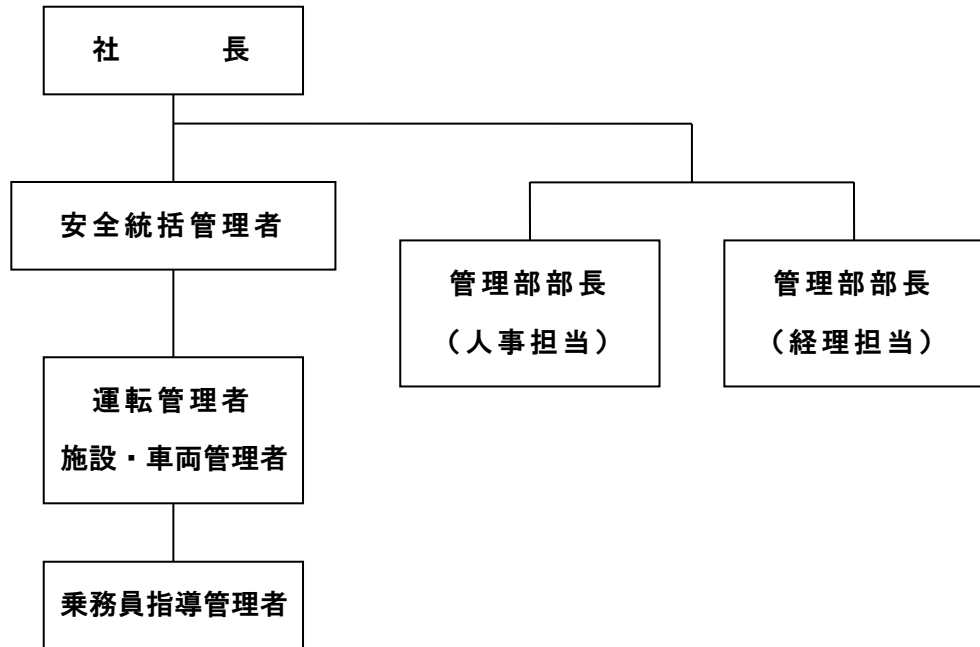 社長
安全統括管理者
管理部部長
(人事担当)
管理部部長
(経理担当)
運転管理者
施設・車両管理者
乗務員指導管理者